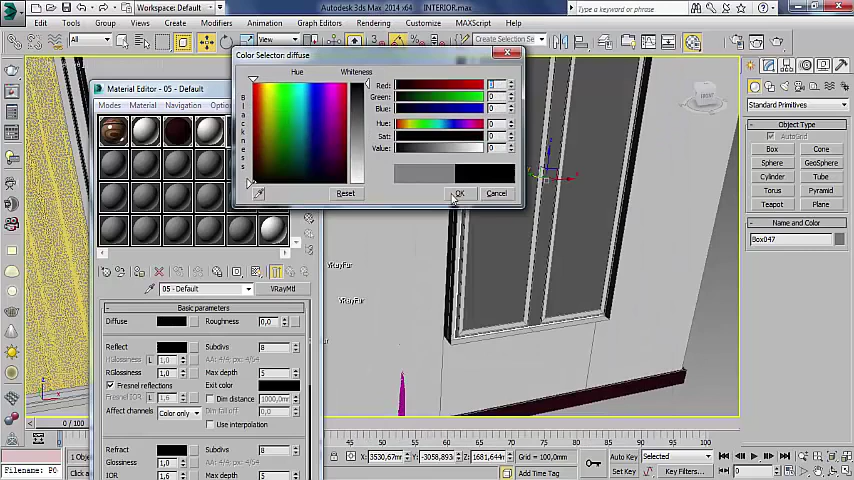 Workspace: Default
Autodesk 3ds Max 2014 x64    INTERIOR.max
Type a keyword or phrase
Edit Tools Group Views Create Modifiers Animation Graph Editors Rendering Customize MAXScript Help
All
View
Create Selection Se
Color Selector: diffuse
Hue
Whiteness
Blackness
Red:
Green: 0
Blue: 0
Hue: 0
Sat: 0
Value: 0
Reset
OK
Cancel
Material Editor - 05 - Default
Modes Material Navigation
05 - Default
VRayMtl
Basic parameters
Diffuse
Roughness 0,0
Reflect
Subdivs 8
HGlossiness L 1,0
AA: 4/4; px: 4/64
RGlossiness 1,0
Max depth 5
Fresnel reflections
Exit color
Fresnel IOR L 1,6
Dim distance 1000,0m
Affect channels Color only
Dim fall off 0,0
Use interpolation
Refract
Subdivs 8
Glossiness 1,0
AA: 4/4; px: 4/64
IOR 1,6
Max depth 5
VRayFur
VRayFur
FRONT
Standard Primitives
Object Type
AutoGrid
Box Cone
Sphere GeoSphere
Cylinder Tube
Torus Pyramid
Teapot Plane
Name and Color
Box047
0 / 100
45 50 55 60 65 70 75 80 85 90 95 100
X: 3530,67m
Y: -3058,893
Z: 1681,644m
Grid = 100,0mm
Auto Key
Selected
Add Time Tag
Set Key
Key Filters...
0
Filename: PO
Click a